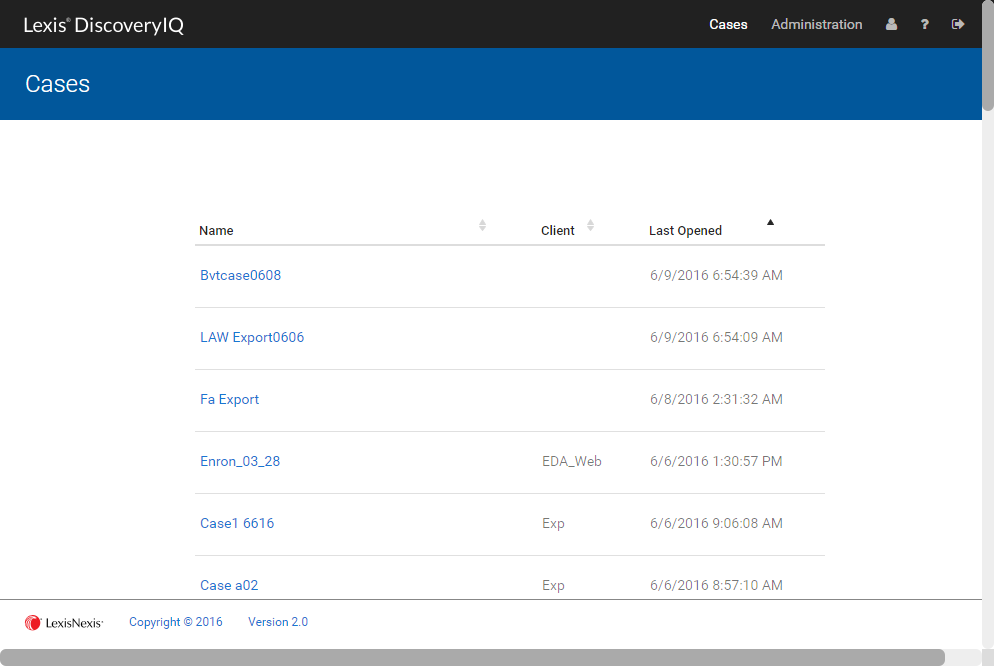 Lexis® DiscoveryIQ Cases Administration ?
Cases
Name Client Last Opened
Bvtcase0608 6/9/2016 6:54:39 AM
LAW Export0606 6/9/2016 6:54:09 AM
Fa Export 6/8/2016 2:31:32 AM
Enron_03_28 EDA_Web 6/6/2016 1:30:57 PM
Case1 6616 Exp 6/6/2016 9:06:08 AM
Case a02 Exp 6/6/2016 8:57:10 AM
LexisNexis® Copyright © 2016 Version 2.0